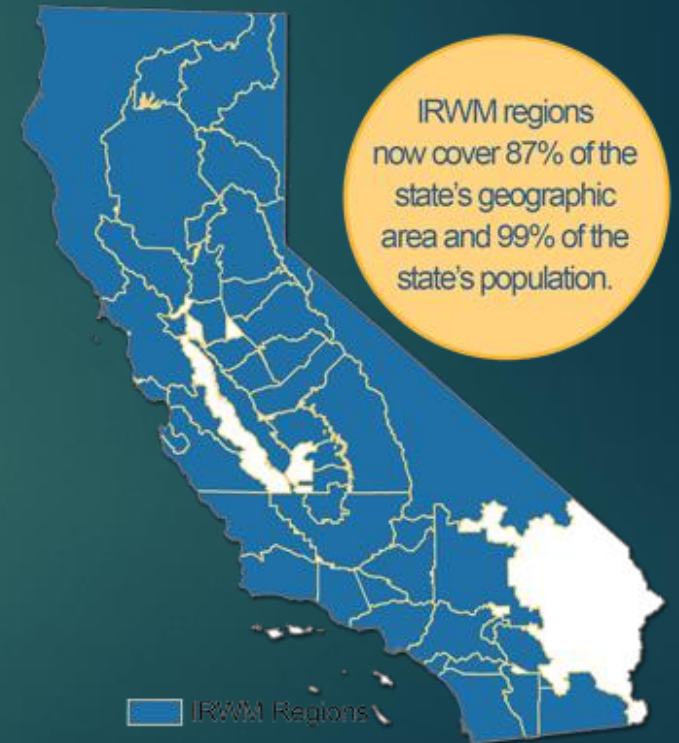 IRWM regions
now cover 87% of the
state's geographic
area and 99% of the
state's population.
IRWM Regions